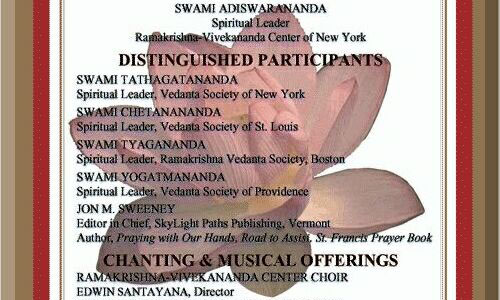 SWAMI ADISWARANANDA
Spiritual Leader
Ramakrishna-Vivekananda Center of New York
DISTINGUISHED PARTICIPANTS
SWAMI TATHAGATANANDA
Spiritual Leader, Vedanta Society of New York
SWAMI CHETANANANDA
Spiritual Leader, Vedanta Society of St. Louis
SWAMI TYAGANANDA
Spiritual Leader, Ramakrishna Vedanta Society, Boston
SWAMI YOGATMANANDA
Spiritual Leader, Vedanta Society of Providence
JON M. SWEENEY
Editor in Chief, SkyLight Paths Publishing, Vermont
Author, Praying with Our Hands, Road to Assisi, St. Francis Prayer Book
CHANTING & MUSICAL OFFERINGS
RAMAKRISHNA-VIVEKANANDA CENTER CHOIR
EDWIN SANTAYANA, Director